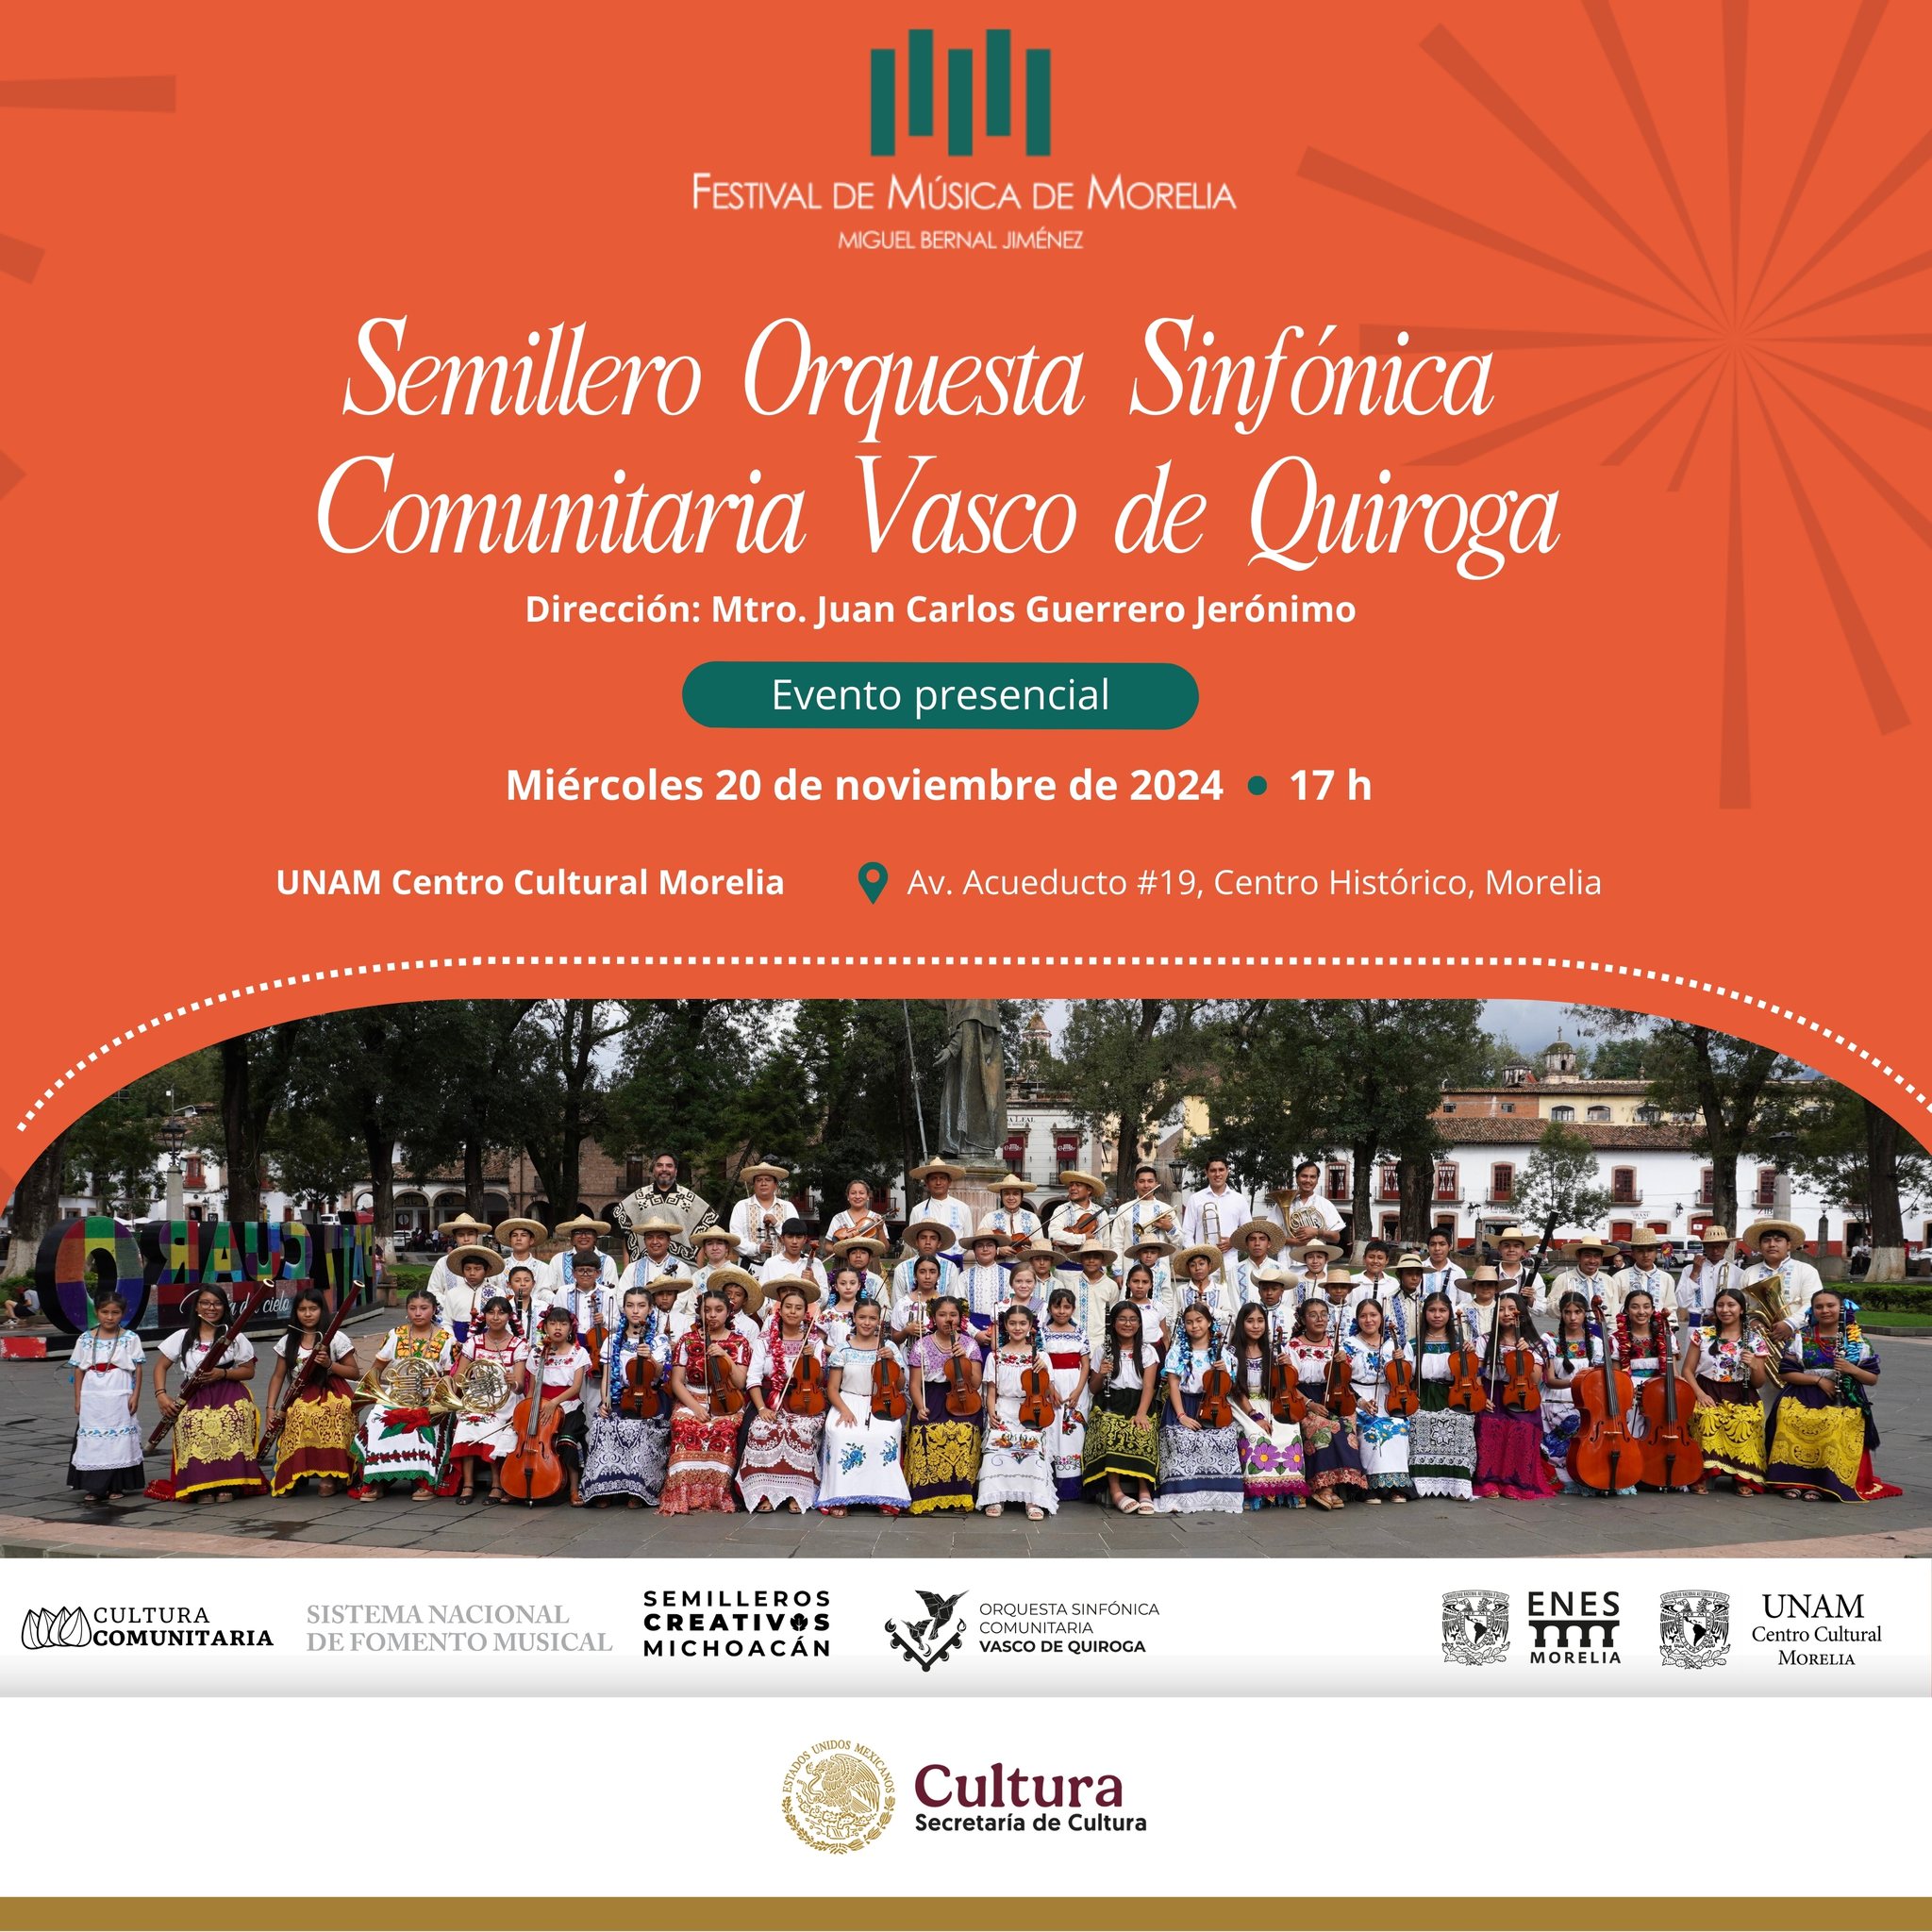 FESTIVAL DE MÚSICA DE MORELIA
MIGUEL BERNAL JIMÉNEZ
Semillero Orquesta Sinfónica
Comunitaria Vasco de Quiroga
Dirección: Mtro. Juan Carlos Guerrero Jerónimo
Evento presencial
Miércoles 20 de noviembre de 2024 • 17 h
UNAM Centro Cultural Morelia
Av. Acueducto #19, Centro Histórico, Morelia
CULTURA
COMUNITARIA
SISTEMA NACIONAL
DE FOMENTO MUSICAL
SEMILLEROS
CREATIVOS
MICHOACÁN
ORQUESTA SINFÓNICA
COMUNITARIA
VASCO DE QUIROGA
ENES
MORELIA
UNAM
Centro Cultural
MORELIA
ESTADOS UNIDOS MEXICANOS
Cultura
Secretaría de Cultura